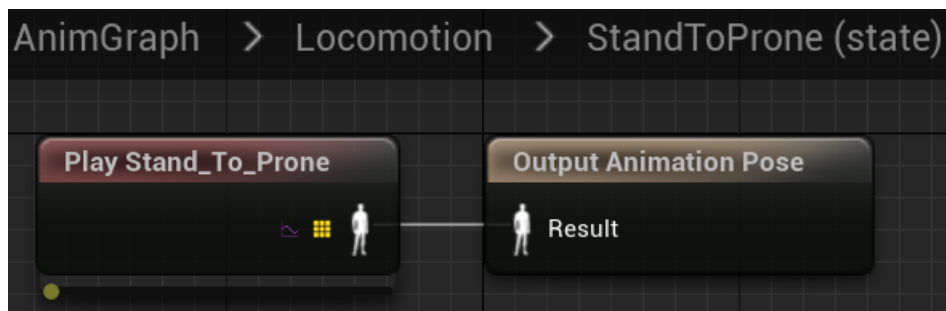 AnimGraph > Locomotion > StandToProne (state)
Play Stand_To_Prone
Output Animation Pose
Result